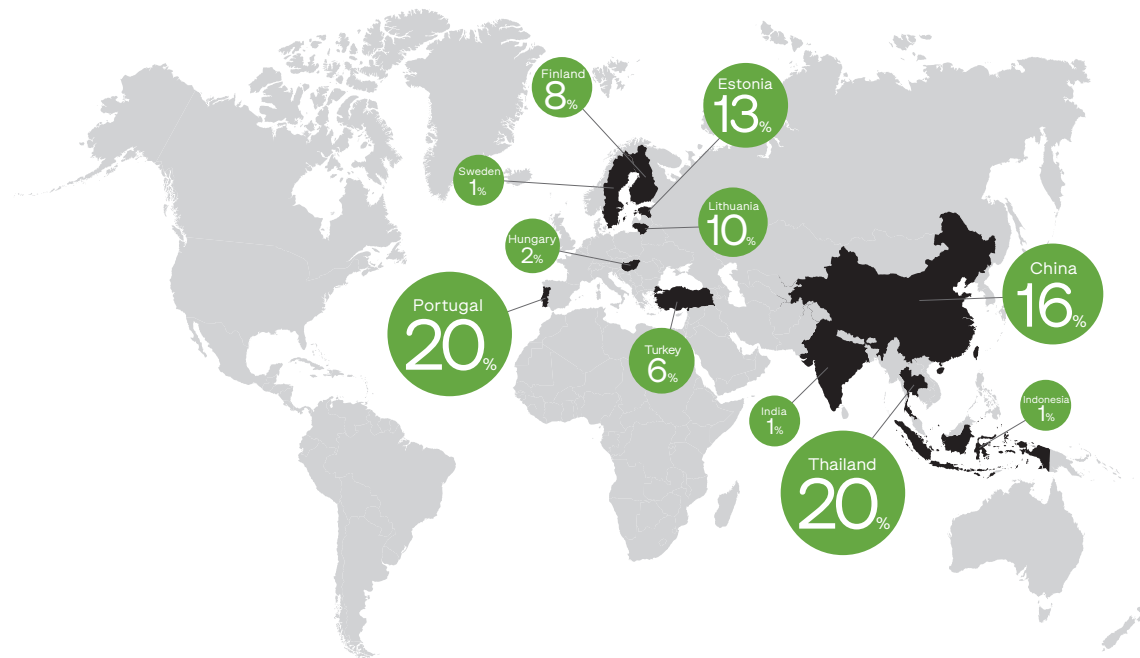 Finland
8%
Estonia
13%
Sweden
1%
Lithuania
10%
Hungary
2%
China
16%
Portugal
20%
Turkey
6%
India
1%
Indonesia
1%
Thailand
20%